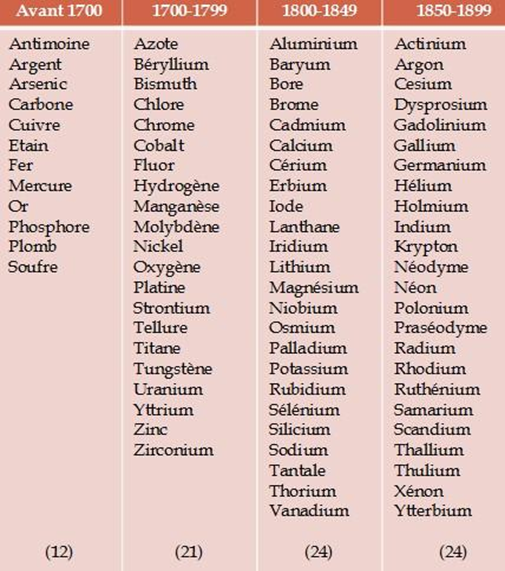 Avant 1700 1700-1799 1800-1849 1850-1899
Antimoine Azote Aluminium Actinium
Argent Béryllium Baryum Argon
Arsenic Bismuth Bore Cesium
Carbone Chlore Brome Dysprosium
Cuivre Chrome Cadmium Gadolinium
Etain Cobalt Calcium Gallium
Fer Fluor Cérium Germanium
Mercure Hydrogène Erbium Hélium
Or Manganèse Iode Holmium
Phosphore Molybdène Lanthane Indium
Plomb Nickel Iridium Krypton
Soufre Oxygène Lithium Néodyme
Platine Magnésium Néon
Strontium Niobium Polonium
Tellure Osmium Praséodyme
Titane Palladium Radium
Tungstène Potassium Rhodium
Uranium Rubidium Ruthénium
Yttrium Sélénium Samarium
Zinc Silicium Scandium
Zirconium Sodium Thallium
Tantale Thulium
Thorium Xénon
Vanadium Ytterbium
(12) (21) (24) (24)